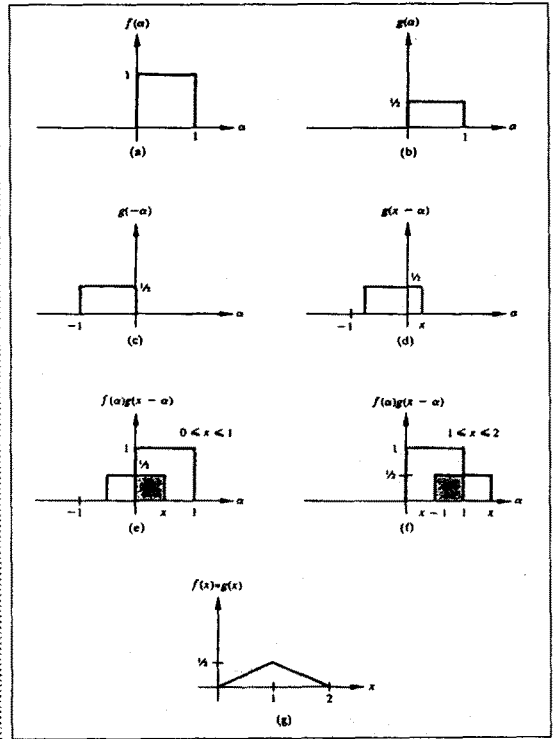 f(α)
1
1
α
(a)
g(α)
½
1
α
(b)
g(−α)
½
−1
α
(c)
g(x − α)
½
−1
x
α
(d)
f(α)g(x − α)
0 ⩽ x ⩽ 1
1
½
−1
x
1
α
(e)
f(α)g(x − α)
1 ⩽ x ⩽ 2
1
½
x − 1
1
x
α
(f)
f(x)*g(x)
½
1
2
x
(g)